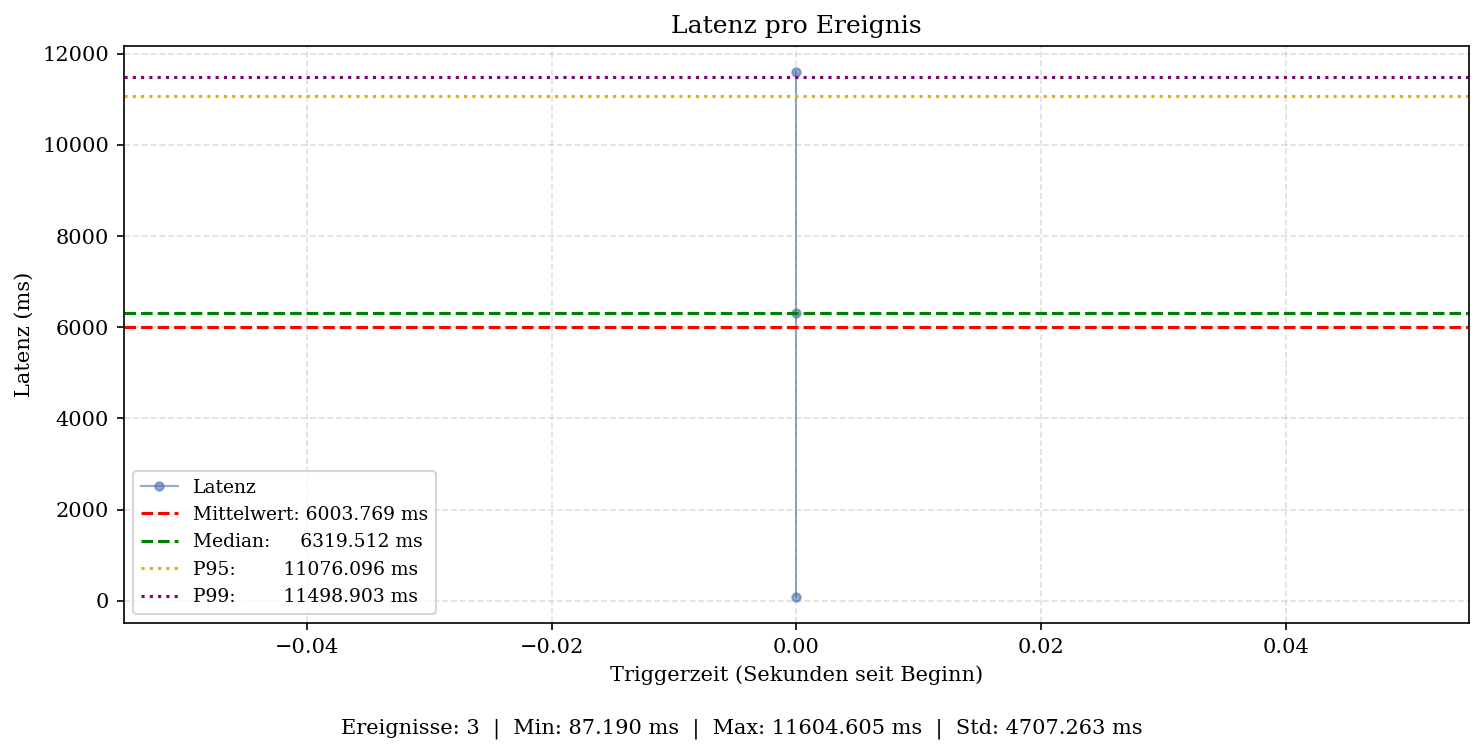 Latenz pro Ereignis
12000
10000
8000
6000
4000
2000
0
Latenz (ms)
Latenz
Mittelwert: 6003.769 ms
Median: 6319.512 ms
P95: 11076.096 ms
P99: 11498.903 ms
−0.04 −0.02 0.00 0.02 0.04
Triggerzeit (Sekunden seit Beginn)
Ereignisse: 3 | Min: 87.190 ms | Max: 11604.605 ms | Std: 4707.263 ms